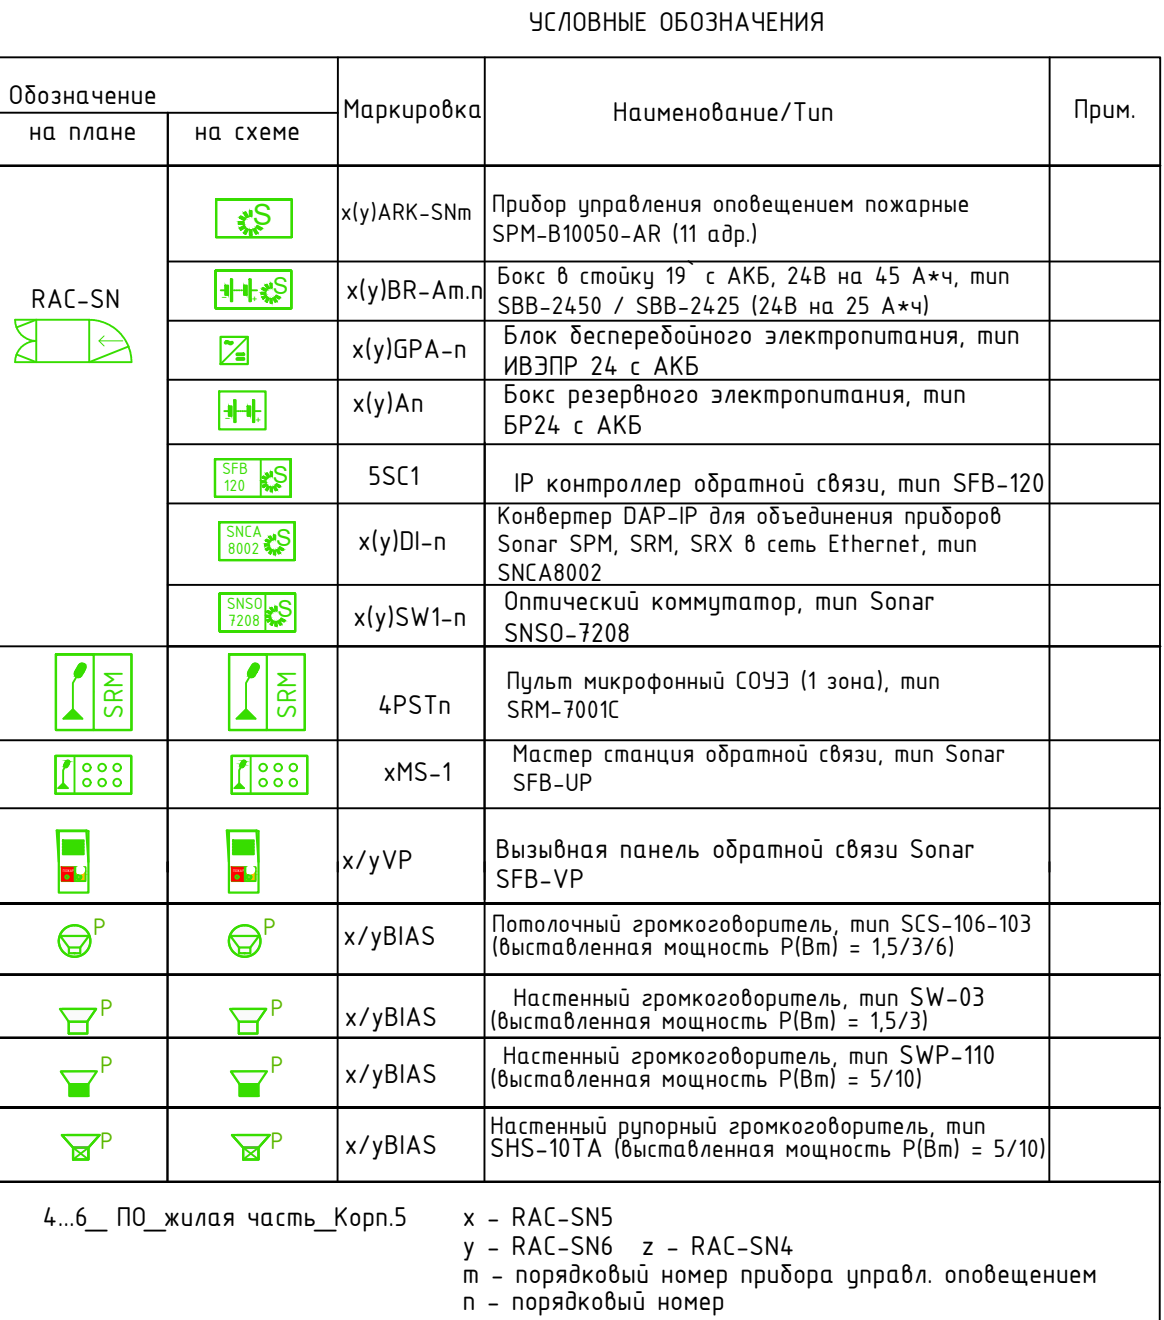 УСЛОВНЫЕ ОБОЗНАЧЕНИЯ
Обозначение
на плане
на схеме
Маркировка
Наименование/Тип
Прим.
RAC-SN
S
x(y)ARK-SNm
Прибор управления оповещением пожарные
SPM-B10050-AR (11 адр.)
S
x(y)BR-Am.n
Бокс в стойку 19` с АКБ, 24В на 45 А*ч, тип
SBB-2450 / SBB-2425 (24В на 25 А*ч)
x(y)GPA-n
Блок бесперебойного электропитания, тип
ИВЭПР 24 с АКБ
x(y)An
Бокс резервного электропитания, тип
БР24 с АКБ
SFB
120
S
5SC1
IP контроллер обратной связи, тип SFB-120
SNCA
8002
S
x(y)DI-n
Конвертер DAP-IP для объединения приборов
Sonar SPM, SRM, SRX в сеть Ethernet, тип
SNCA8002
SNSO
7208
S
x(y)SW1-n
Оптический коммутатор, тип Sonar
SNSO-7208
SRM
SRM
4PSTn
Пульт микрофонный СОУЭ (1 зона), тип
SRM-7001C
xMS-1
Мастер станция обратной связи, тип Sonar
SFB-UP
x/yVP
Вызывная панель обратной связи Sonar
SFB-VP
P
P
x/yBIAS
Потолочный громкоговоритель, тип SCS-106-103
(выставленная мощность Р(Вт) = 1,5/3/6)
P
P
x/yBIAS
Настенный громкоговоритель, тип SW-03
(выставленная мощность Р(Вт) = 1,5/3)
P
P
x/yBIAS
Настенный громкоговоритель, тип SWP-110
(выставленная мощность Р(Вт) = 5/10)
P
P
x/yBIAS
Настенный рупорный громкоговоритель, тип
SHS-10TA (выставленная мощность Р(Вт) = 5/10)
4...6__ ПО__жилая часть__Корп.5
x - RAC-SN5
y - RAC-SN6 z - RAC-SN4
m - порядковый номер прибора управл. оповещением
n - порядковый номер